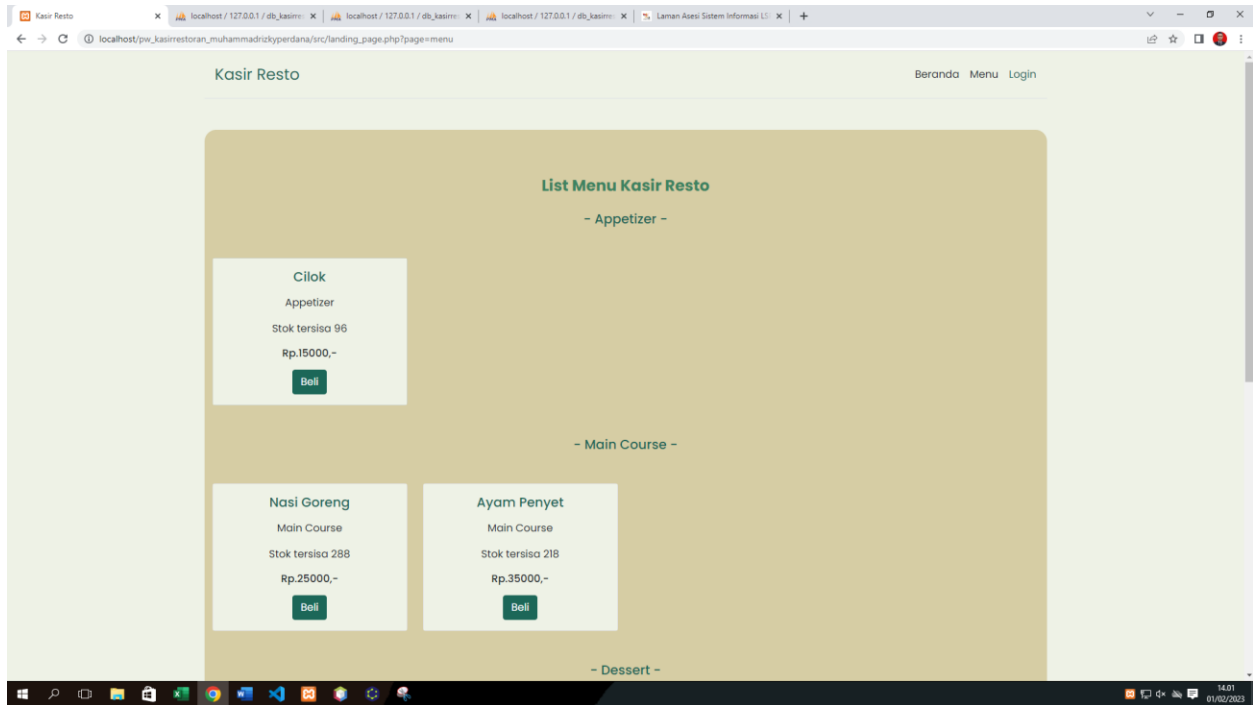 Kasir Resto
localhost / 127.0.0.1 / db_kasirre
localhost / 127.0.0.1 / db_kasirre
localhost / 127.0.0.1 / db_kasirre
Laman Asesi Sistem Informasi LS
localhost/pw_kasirrestoran_muhammadrizkyperdana/src/landing_page.php?page=menu
Kasir Resto
Beranda Menu Login
List Menu Kasir Resto
- Appetizer -
Cilok
Appetizer
Stok tersisa 96
Rp.15000,-
Beli
- Main Course -
Nasi Goreng
Main Course
Stok tersisa 288
Rp.25000,-
Beli
Ayam Penyet
Main Course
Stok tersisa 218
Rp.35000,-
Beli
- Dessert -
14.01
01/02/2023